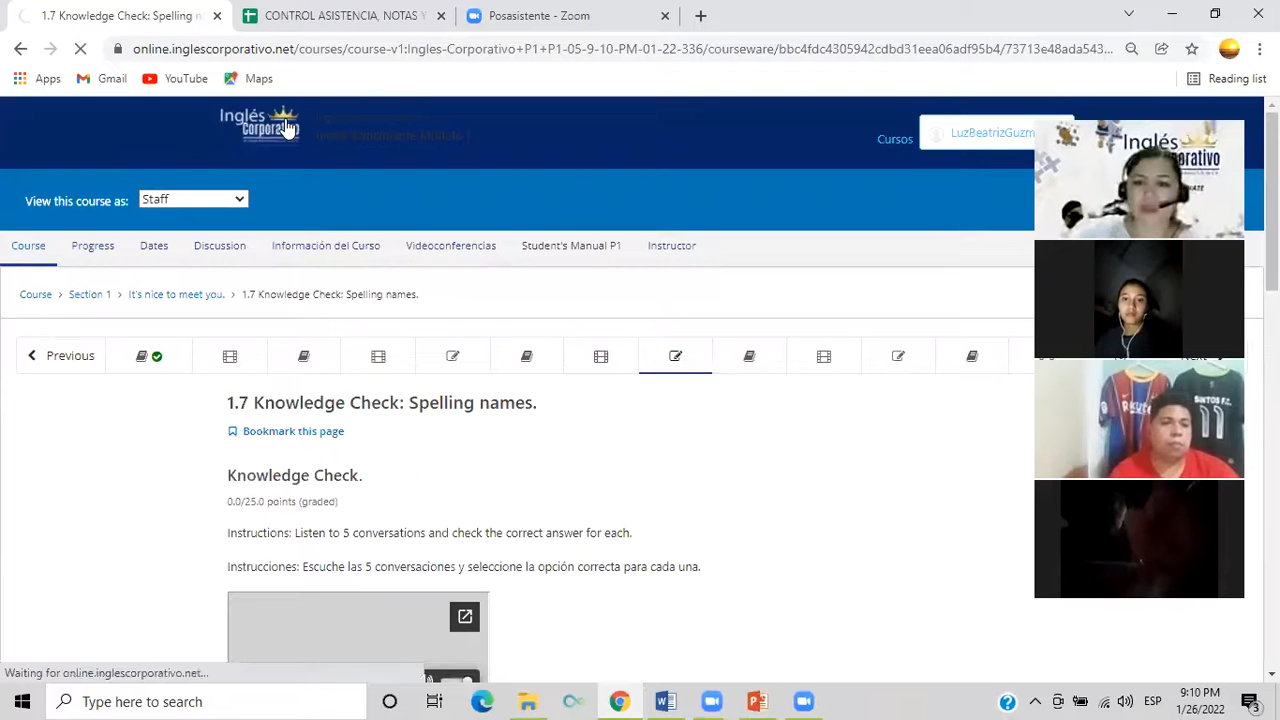 1.7 Knowledge Check: Spelling n
CONTROL ASISTENCIA, NOTAS Y
Posasistente - Zoom
online.inglescorporativo.net/courses/course-v1:Ingles-Corporativo+P1+P1-05-9-10-PM-01-22-336/courseware/bbc4fdc4305942cdbd31eea06adf95b4/73713e48ada543...
Apps
Gmail
YouTube
Maps
Reading list
Inglés
Corporativo
Cursos
LuzBeatrizGuzm
Inglés
View this course as:
Staff
Course
Progress
Dates
Discussion
Información del Curso
Videoconferencias
Student's Manual P1
Instructor
Course > Section 1 > It's nice to meet you. > 1.7 Knowledge Check: Spelling names.
Previous
1.7 Knowledge Check: Spelling names.
Bookmark this page
Knowledge Check.
0.0/25.0 points (graded)
Instructions: Listen to 5 conversations and check the correct answer for each.
Instrucciones: Escuche las 5 conversaciones y seleccione la opción correcta para cada una.
SANTOS F.C.
11
Waiting for online.inglescorporativo.net...
Type here to search
ESP
9:10 PM
1/26/2022
3